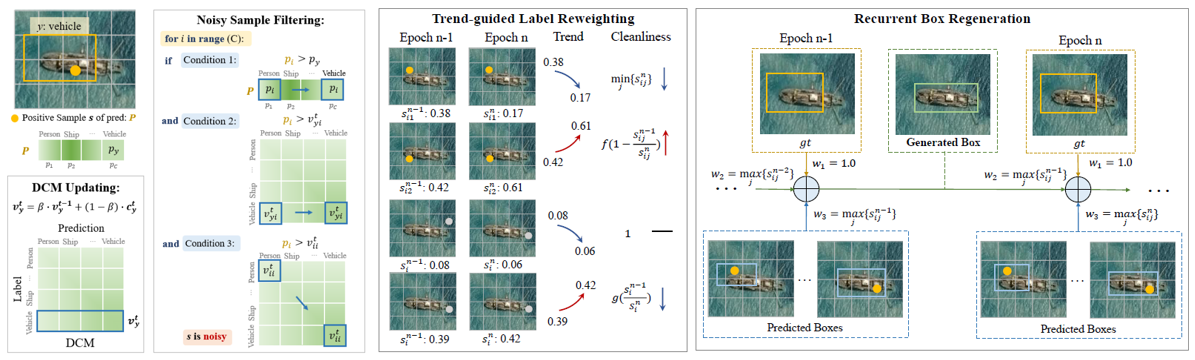 y: vehicle
Positive Sample s of pred: P
Person Ship ··· Vehicle
P
p_y
p_1 p_2 p_C
DCM Updating:
v_y^t = β · v_y^{t−1} + (1 − β) · c_y^t
Prediction
Person Ship ··· Vehicle
Label
Person
···
Ship
Vehicle
v_y^t
DCM
Noisy Sample Filtering:
for i in range (C):
if Condition 1: p_i > p_y
Person Ship ··· Vehicle
P p_i p_c
p_1 p_2 p_C
and Condition 2: p_i > v_{yi}^t
Person
···
Ship
Vehicle
v_{yi}^t v_{yi}^t
and Condition 3: p_i > v_{ii}^t
Person Ship ··· Vehicle
Person
···
Ship
Vehicle
v_{ii}^t
v_{ii}^t
s is noisy
Trend-guided Label Reweighting
Epoch n-1 Epoch n Trend Cleanliness
0.38
0.17
min_j{s_{ij}^n}
s_{i1}^{n−1}: 0.38 s_{i1}^n: 0.17
0.61
0.42
f(1 − s_{ij}^{n−1}/s_{ij}^n)
s_{i2}^{n−1}: 0.42 s_{i2}^n: 0.61
0.08
0.06
1
s_i^{n−1}: 0.08 s_i^n: 0.06
0.42
0.39
g(s_i^{n−1}/s_i^n)
s_i^{n−1}: 0.39 s_i^n: 0.42
Recurrent Box Regeneration
Epoch n-1 Epoch n
gt Generated Box gt
w_1 = 1.0 w_1 = 1.0
w_2 = max_j{s_{ij}^{n−2}} w_2 = max_j{s_{ij}^{n−1}}
··· ···
w_3 = max_j{s_{ij}^{n−1}} w_3 = max_j{s_{ij}^n}
··· ···
Predicted Boxes Predicted Boxes